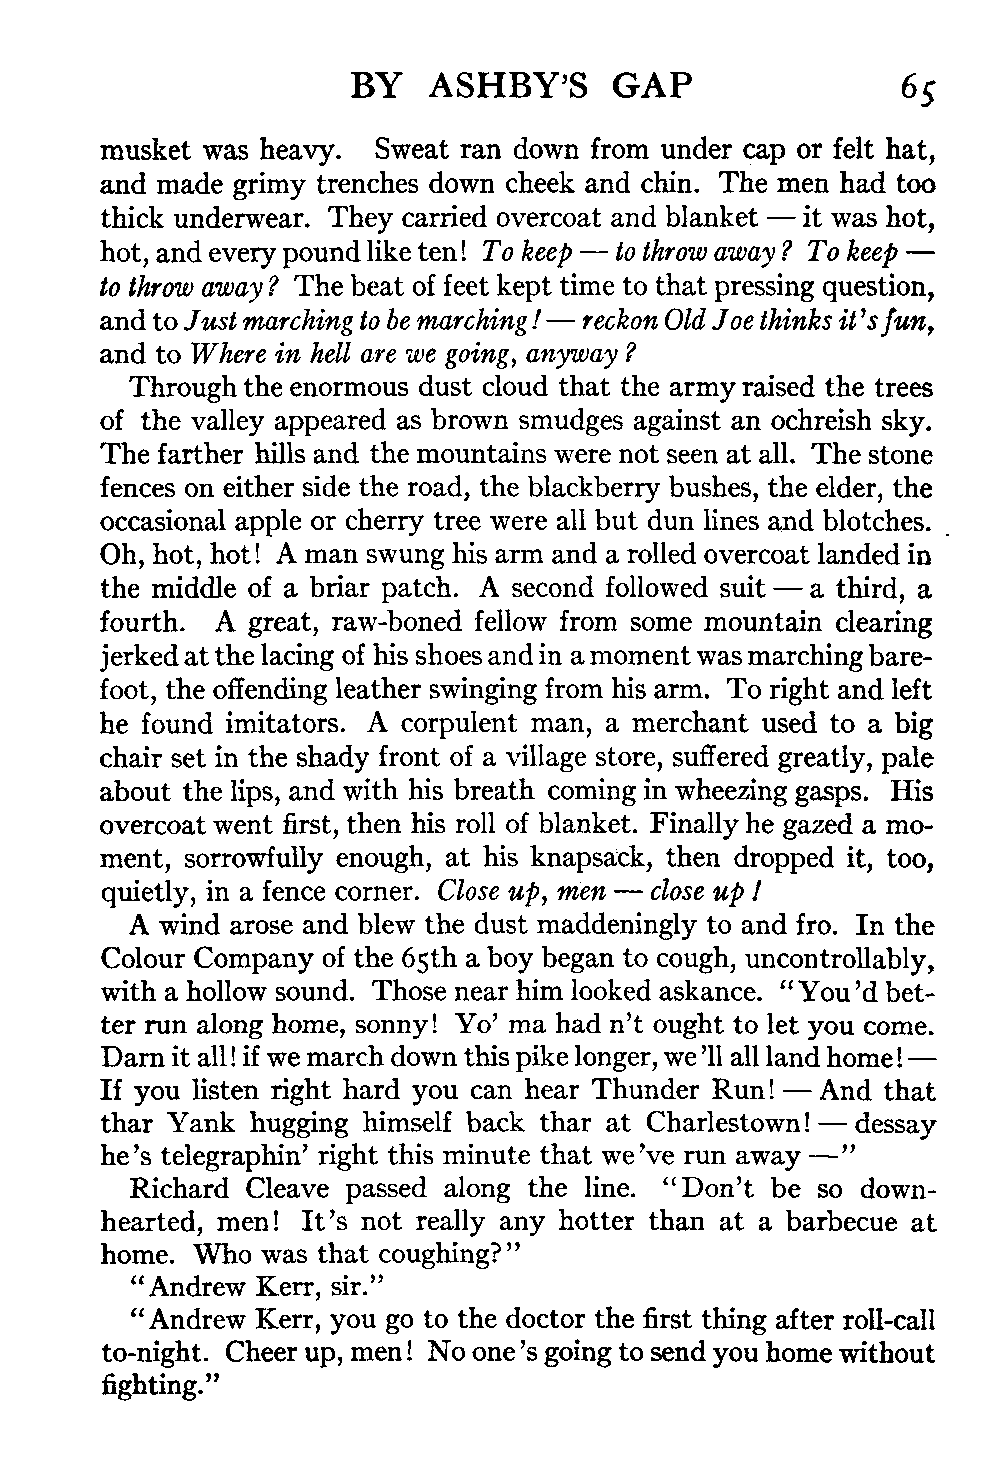 BY ASHBY'S GAP 65
musket was heavy. Sweat ran down from under cap or felt hat,
and made grimy trenches down cheek and chin. The men had too
thick underwear. They carried overcoat and blanket — it was hot,
hot, and every pound like ten! To keep — to throw away? To keep —
to throw away? The beat of feet kept time to that pressing question,
and to Just marching to be marching! — reckon Old Joe thinks it's fun,
and to Where in hell are we going, anyway?
Through the enormous dust cloud that the army raised the trees
of the valley appeared as brown smudges against an ochreish sky.
The farther hills and the mountains were not seen at all. The stone
fences on either side the road, the blackberry bushes, the elder, the
occasional apple or cherry tree were all but dun lines and blotches.
Oh, hot, hot! A man swung his arm and a rolled overcoat landed in
the middle of a briar patch. A second followed suit — a third, a
fourth. A great, raw-boned fellow from some mountain clearing
jerked at the lacing of his shoes and in a moment was marching bare-
foot, the offending leather swinging from his arm. To right and left
he found imitators. A corpulent man, a merchant used to a big
chair set in the shady front of a village store, suffered greatly, pale
about the lips, and with his breath coming in wheezing gasps. His
overcoat went first, then his roll of blanket. Finally he gazed a mo-
ment, sorrowfully enough, at his knapsack, then dropped it, too,
quietly, in a fence corner. Close up, men — close up!
A wind arose and blew the dust maddeningly to and fro. In the
Colour Company of the 65th a boy began to cough, uncontrollably,
with a hollow sound. Those near him looked askance. "You'd bet-
ter run along home, sonny! Yo' ma had n't ought to let you come.
Darn it all! if we march down this pike longer, we'll all land home! —
If you listen right hard you can hear Thunder Run! — And that
thar Yank hugging himself back thar at Charlestown! — dessay
he's telegraphin' right this minute that we've run away —"
Richard Cleave passed along the line. "Don't be so down-
hearted, men! It's not really any hotter than at a barbecue at
home. Who was that coughing?"
"Andrew Kerr, sir."
"Andrew Kerr, you go to the doctor the first thing after roll-call
to-night. Cheer up, men! No one's going to send you home without
fighting."